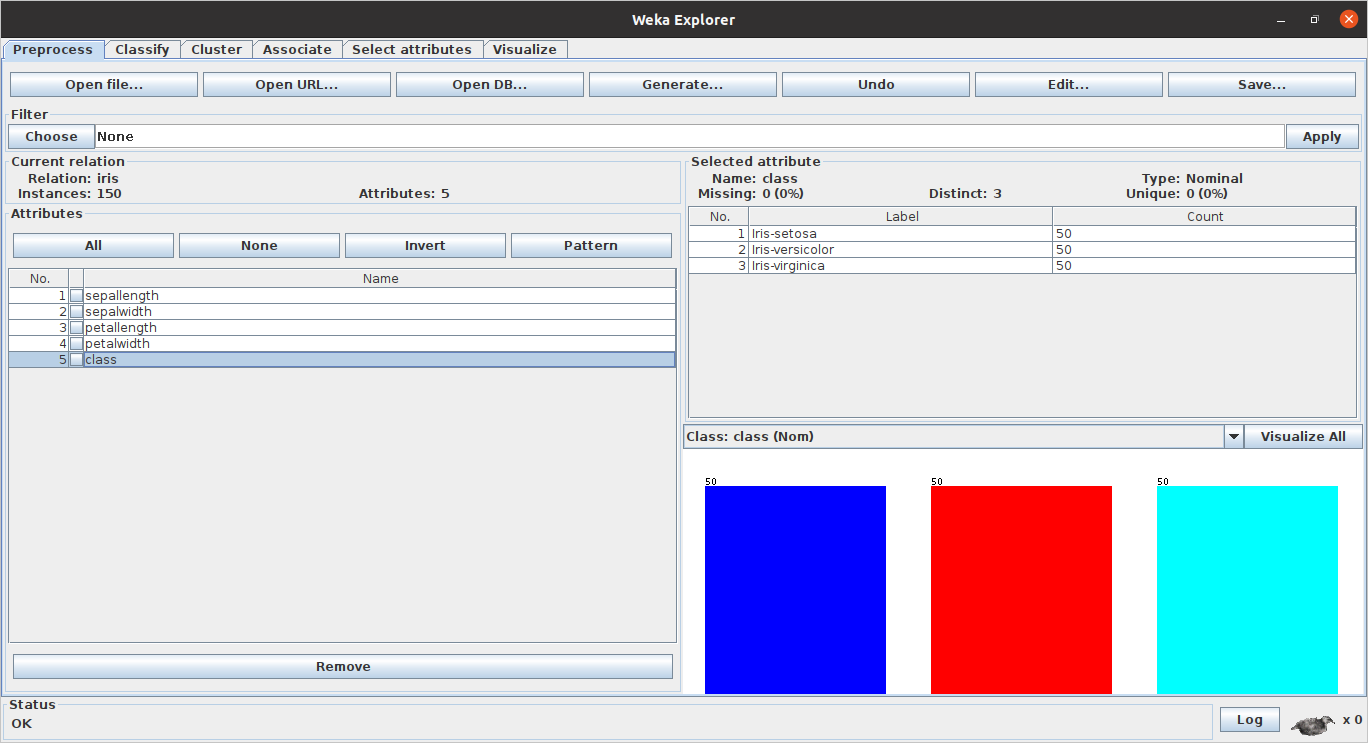 Weka Explorer
Preprocess Classify Cluster Associate Select attributes Visualize
Open file... Open URL... Open DB... Generate... Undo Edit... Save...
Filter
Choose None Apply
Current relation
Relation: iris
Instances: 150 Attributes: 5
Attributes
All None Invert Pattern
No. Name
1 sepallength
2 sepalwidth
3 petallength
4 petalwidth
5 class
Remove
Selected attribute
Name: class Type: Nominal
Missing: 0 (0%) Distinct: 3 Unique: 0 (0%)
No. Label Count
1 Iris-setosa 50
2 Iris-versicolor 50
3 Iris-virginica 50
Class: class (Nom) Visualize All
50 50 50
Status
OK
Log x 0